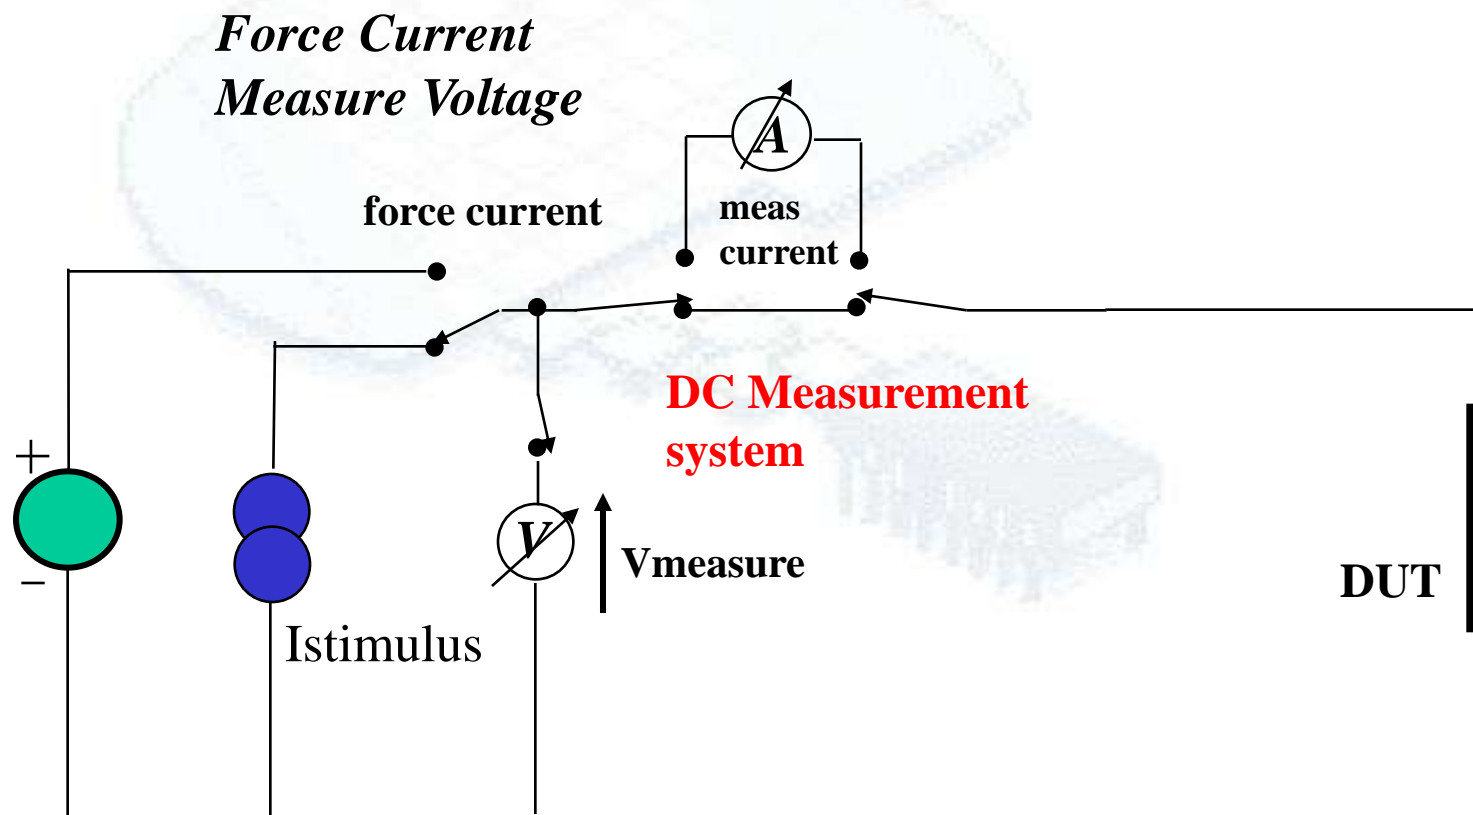 Force Current
Measure Voltage
A
force current
meas
current
DC Measurement
system
+
V
Vmeasure
−
DUT
Istimulus